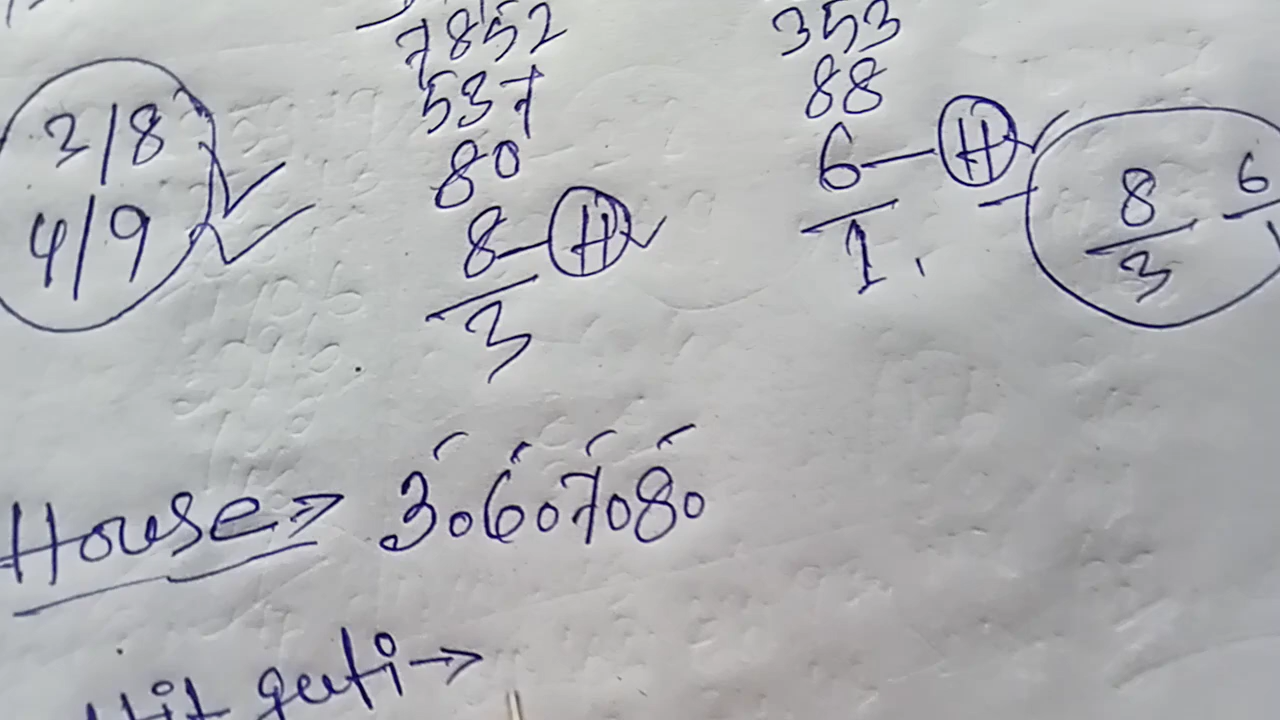 3/8
4/9
7852
537
80
8-(H)
3
353
88
6-(H)
1
8 6
3
House => 30607080
Hit guti ->